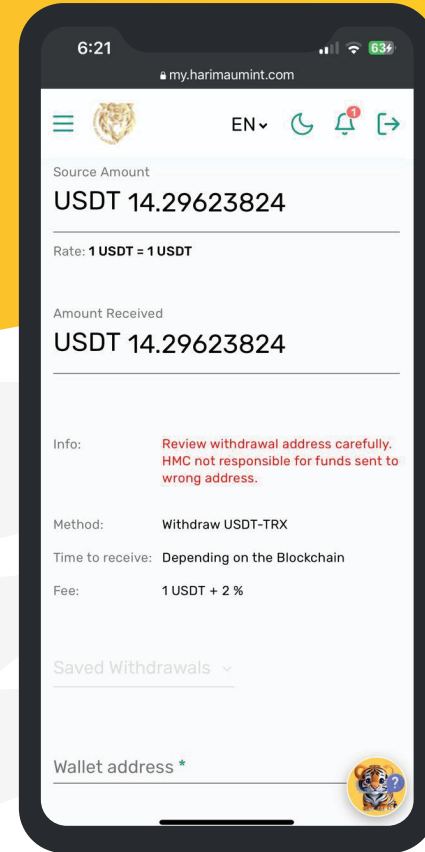 6:21
63
my.harimaumint.com
EN
1
Source Amount
USDT 14.29623824
Rate: 1 USDT = 1 USDT
Amount Received
USDT 14.29623824
Info: Review withdrawal address carefully.
HMC not responsible for funds sent to
wrong address.
Method: Withdraw USDT-TRX
Time to receive: Depending on the Blockchain
Fee: 1 USDT + 2 %
Saved Withdrawals
Wallet address *
?